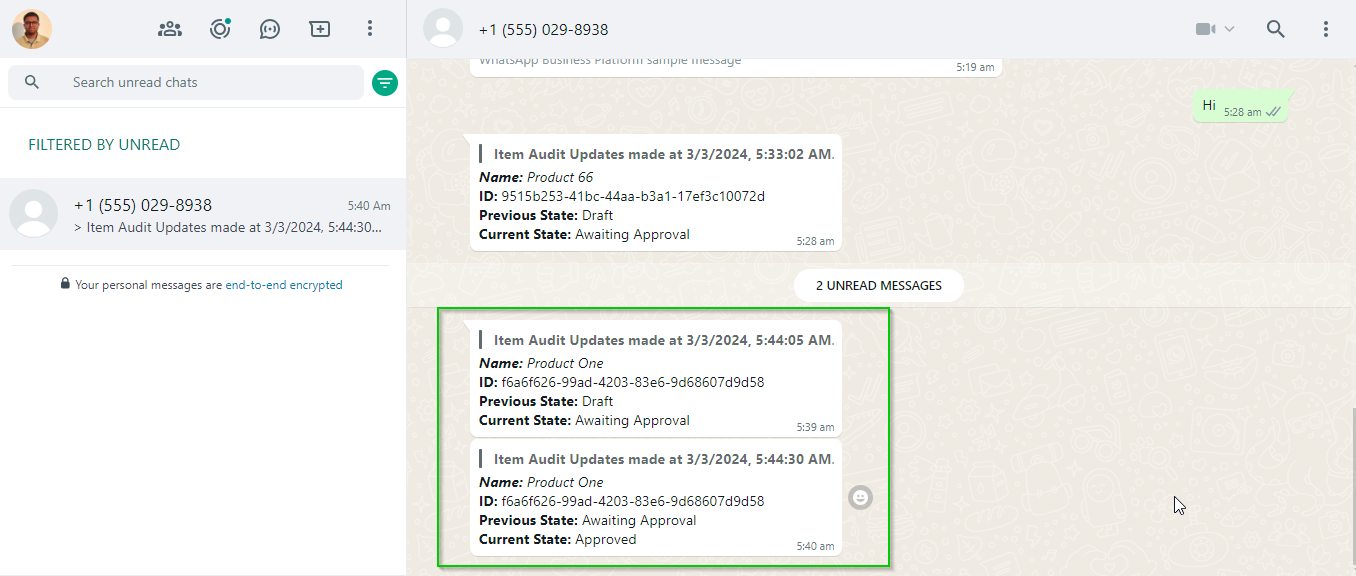 Search unread chats
FILTERED BY UNREAD
+1 (555) 029-8938
5:40 Am
> Item Audit Updates made at 3/3/2024, 5:44:30...
Your personal messages are end-to-end encrypted
+1 (555) 029-8938
WhatsApp Business Platform sample message
5:19 am
Hi
5:28 am
Item Audit Updates made at 3/3/2024, 5:33:02 AM.
Name: Product 66
ID: 9515b253-41bc-44aa-b3a1-17ef3c10072d
Previous State: Draft
Current State: Awaiting Approval
5:28 am
2 UNREAD MESSAGES
Item Audit Updates made at 3/3/2024, 5:44:05 AM.
Name: Product One
ID: f6a6f626-99ad-4203-83e6-9d68607d9d58
Previous State: Draft
Current State: Awaiting Approval
5:39 am
Item Audit Updates made at 3/3/2024, 5:44:30 AM.
Name: Product One
ID: f6a6f626-99ad-4203-83e6-9d68607d9d58
Previous State: Awaiting Approval
Current State: Approved
5:40 am